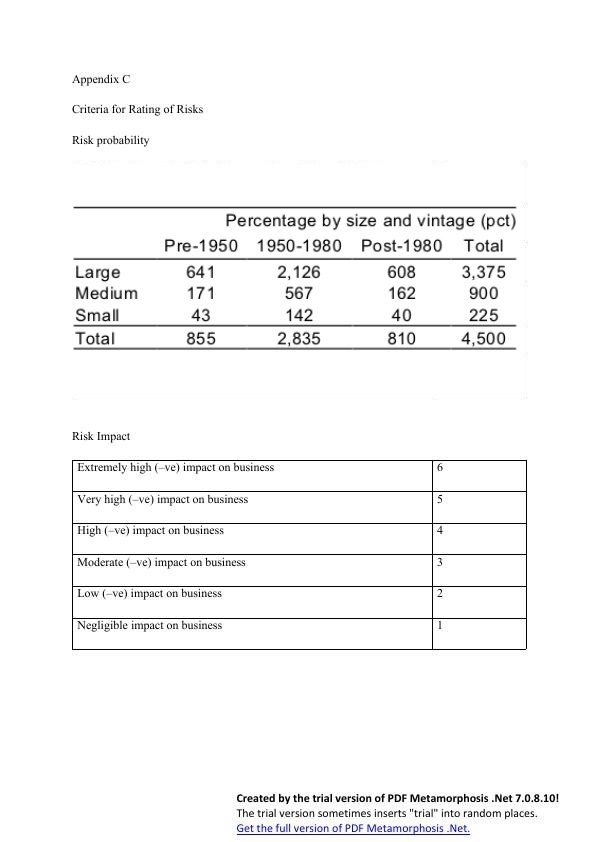 Appendix C
Criteria for Rating of Risks
Risk probability
Percentage by size and vintage (pct)
Pre-1950 1950-1980 Post-1980 Total
Large 641 2,126 608 3,375
Medium 171 567 162 900
Small 43 142 40 225
Total 855 2,835 810 4,500
Risk Impact
Extremely high (–ve) impact on business 6
Very high (–ve) impact on business 5
High (–ve) impact on business 4
Moderate (–ve) impact on business 3
Low (–ve) impact on business 2
Negligible impact on business 1
Created by the trial version of PDF Metamorphosis .Net 7.0.8.10!
The trial version sometimes inserts "trial" into random places.
Get the full version of PDF Metamorphosis .Net.